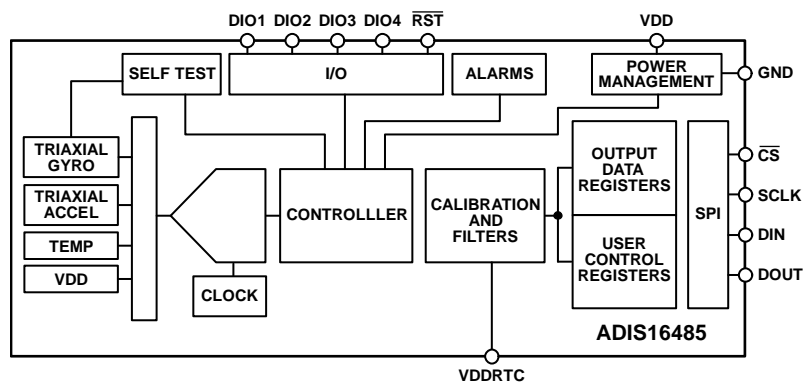 DIO1 DIO2 DIO3 DIO4 RST VDD
SELF TEST
I/O
ALARMS
POWER
MANAGEMENT
GND
TRIAXIAL
GYRO
TRIAXIAL
ACCEL
TEMP
VDD
CLOCK
CONTROLLLER
CALIBRATION
AND
FILTERS
OUTPUT
DATA
REGISTERS
USER
CONTROL
REGISTERS
SPI
CS
SCLK
DIN
DOUT
ADIS16485
VDDRTC